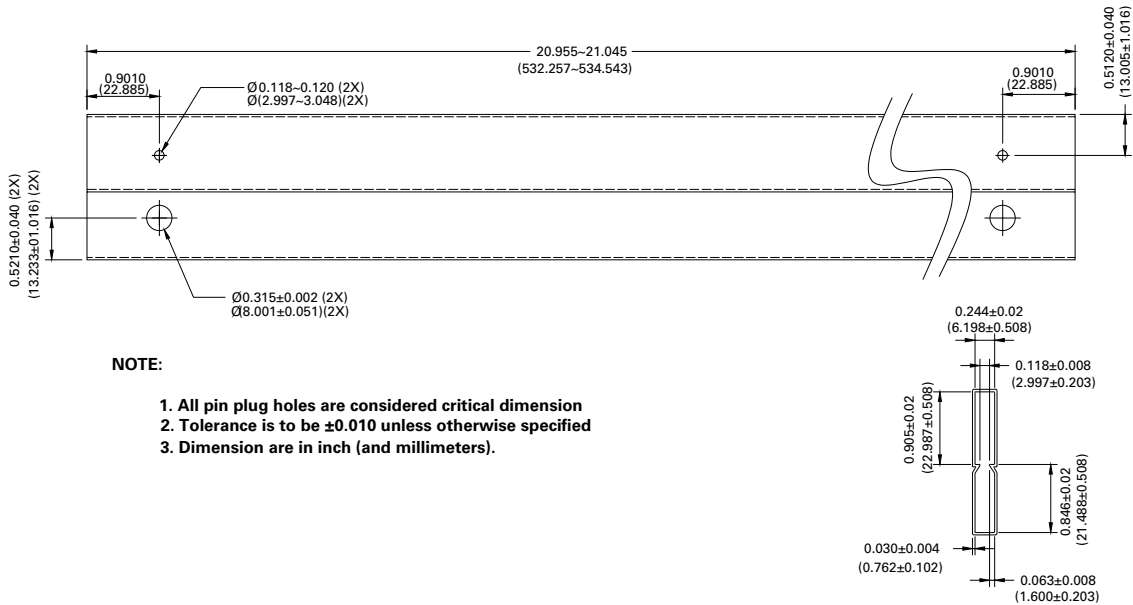 20.955~21.045
(532.257~534.543)
0.9010
(22.885)
Ø0.118~0.120 (2X)
Ø(2.997~3.048)(2X)
0.9010
(22.885)
0.5120±0.040
(13.005±1.016)
0.5210±0.040 (2X)
(13.233±01.016) (2X)
Ø0.315±0.002 (2X)
Ø(8.001±0.051)(2X)
NOTE:
1. All pin plug holes are considered critical dimension
2. Tolerance is to be ±0.010 unless otherwise specified
3. Dimension are in inch (and millimeters).
0.244±0.02
(6.198±0.508)
0.118±0.008
(2.997±0.203)
0.905±0.02
(22.987±0.508)
0.846±0.02
(21.488±0.508)
0.030±0.004
(0.762±0.102)
0.063±0.008
(1.600±0.203)